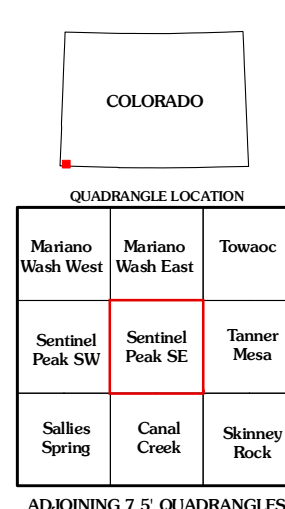 COLORADO
QUADRANGLE LOCATION
Mariano Wash West
Mariano Wash East
Towaoc
Sentinel Peak SW
Sentinel Peak SE
Tanner Mesa
Sallies Spring
Canal Creek
Skinney Rock
ADJOINING 7.5' QUADRANGLES